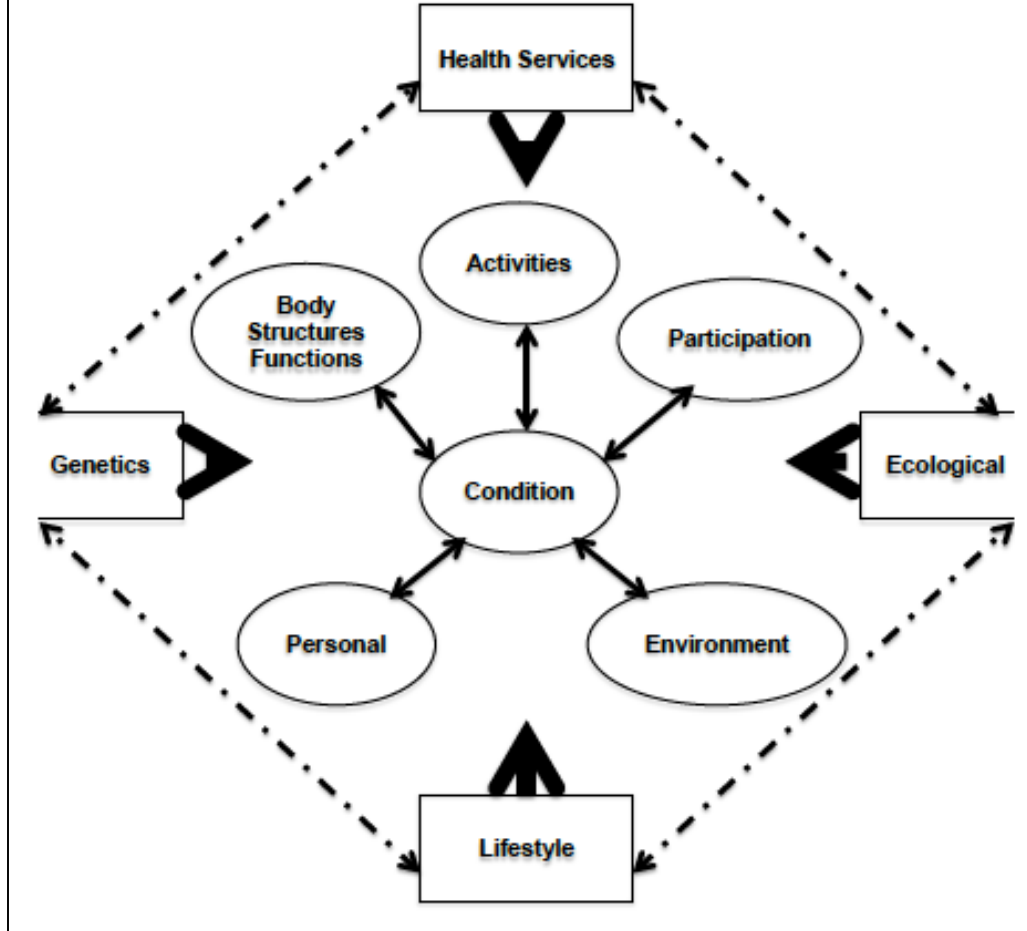 Health Services
Activities
Body
Structures
Functions
Participation
Genetics
Ecological
Condition
Personal
Environment
Lifestyle